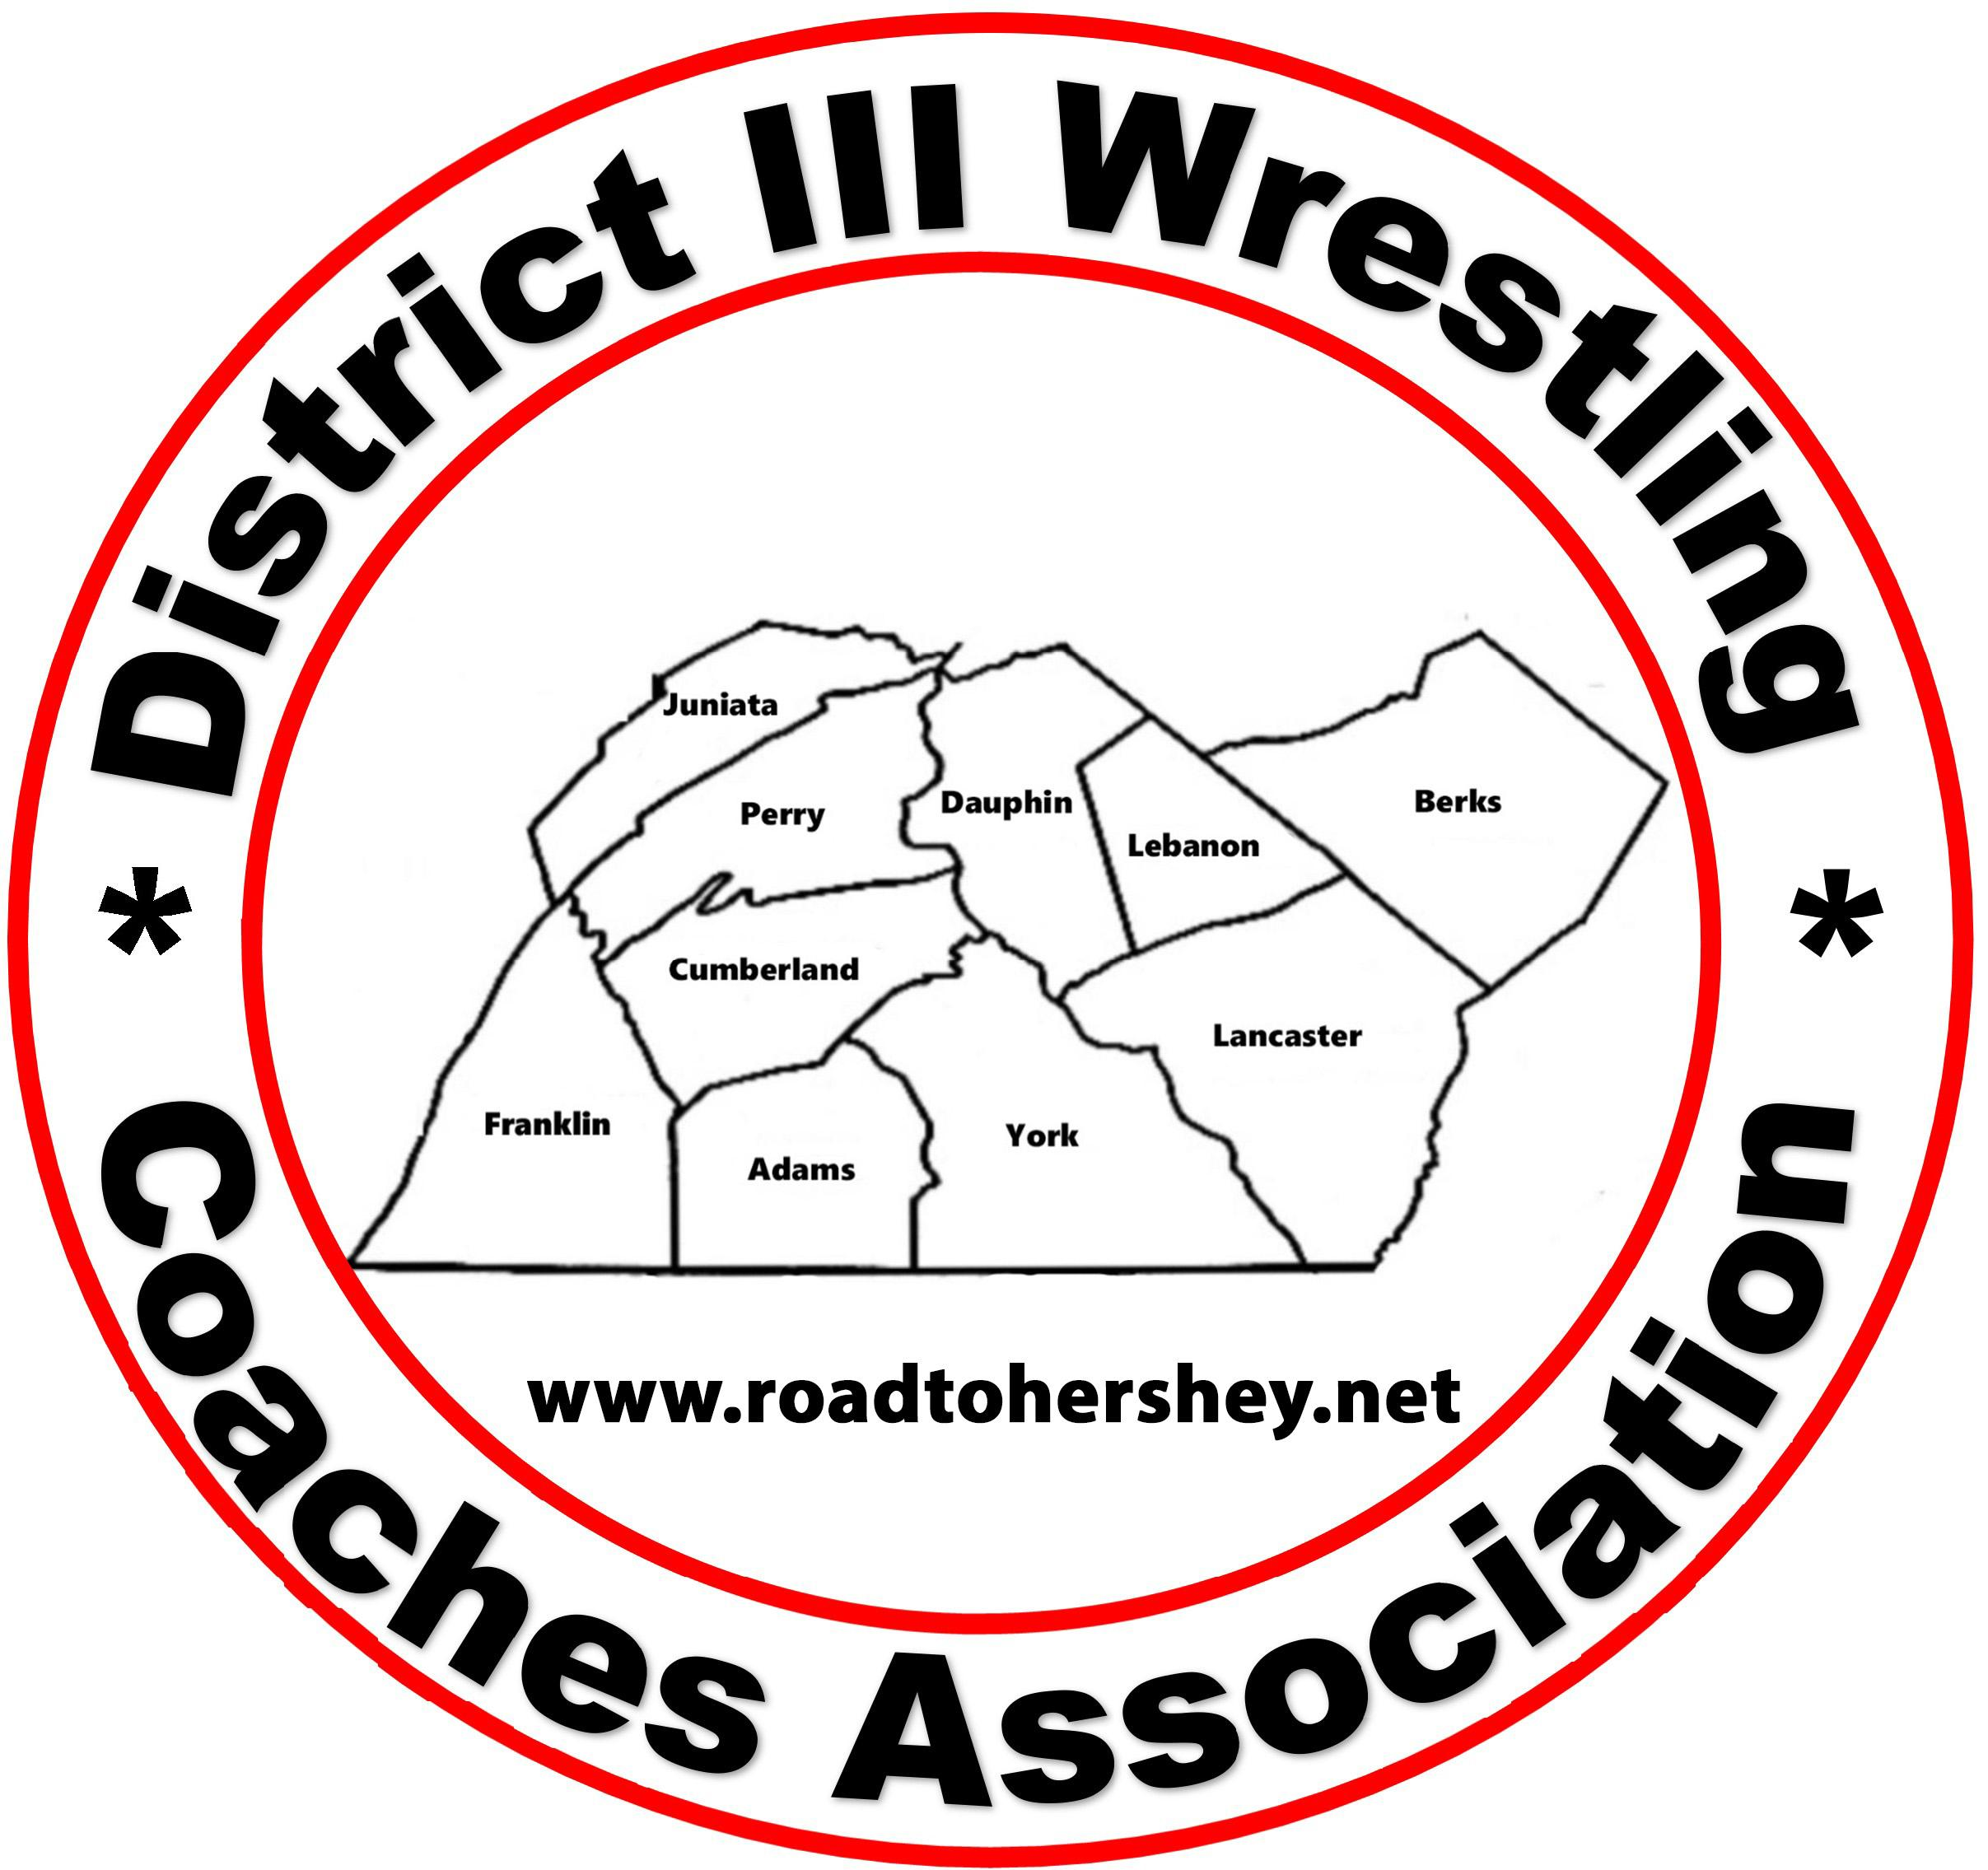 District III Wrestling
Juniata
Perry
Dauphin
Berks
Lebanon
Cumberland
Lancaster
Franklin
York
Adams
www.roadtohershey.net
* *
Coaches Association